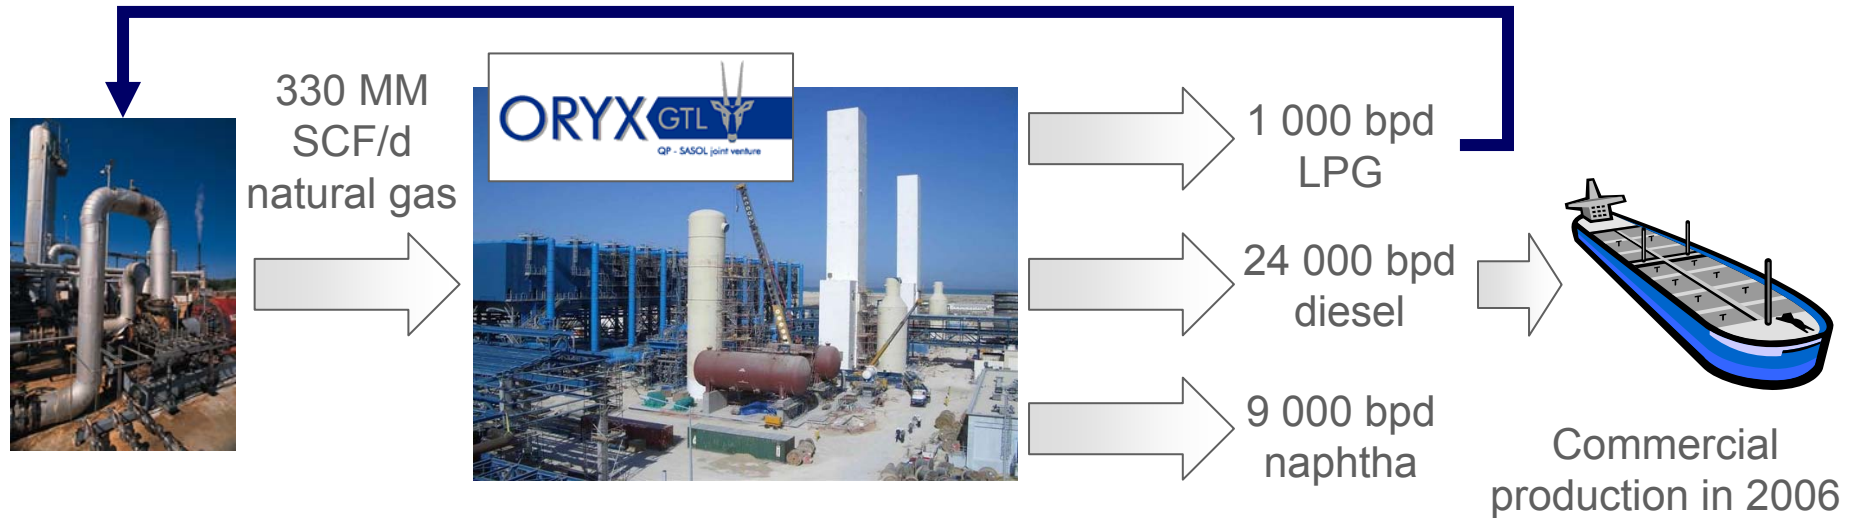 330 MM
SCF/d
natural gas
ORYX GTL
QP - SASOL joint venture
1 000 bpd
LPG
24 000 bpd
diesel
9 000 bpd
naphtha
Commercial
production in 2006